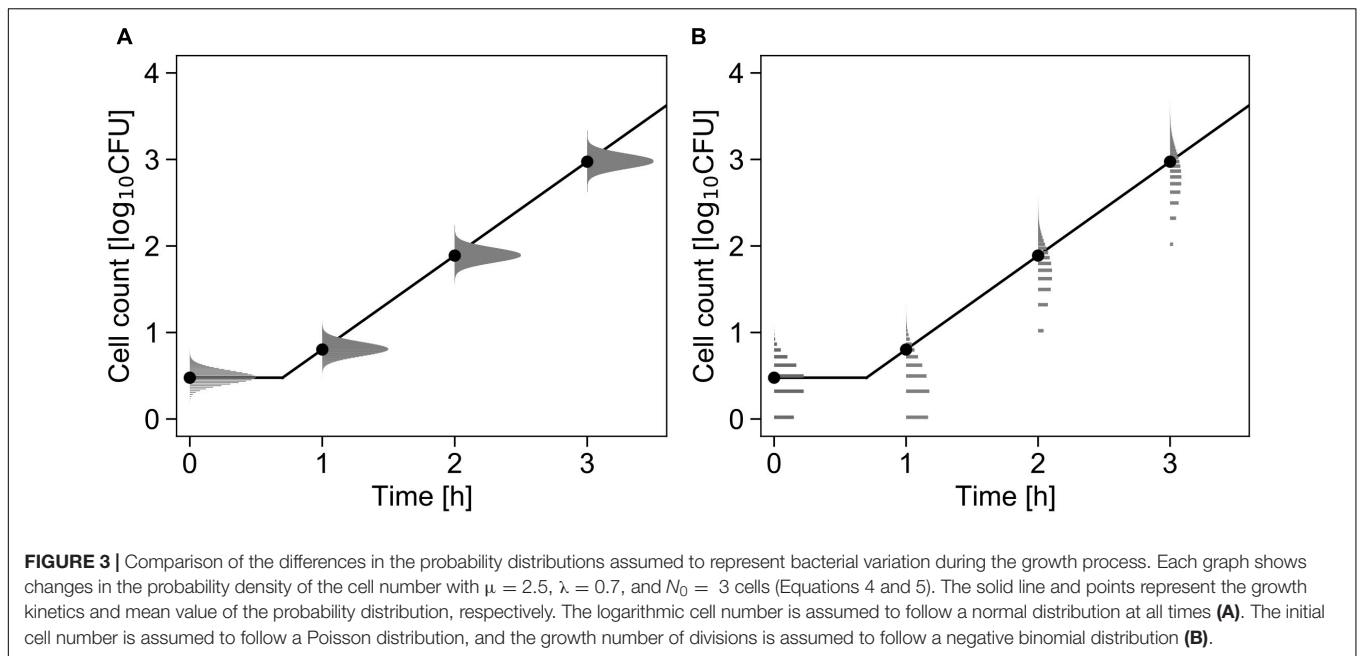 A
B
4
3
2
1
0
Cell count [log₁₀CFU]
0 1 2 3
Time [h]
4
3
2
1
0
Cell count [log₁₀CFU]
0 1 2 3
Time [h]
FIGURE 3 | Comparison of the differences in the probability distributions assumed to represent bacterial variation during the growth process. Each graph shows
changes in the probability density of the cell number with μ = 2.5, λ = 0.7, and N₀ = 3 cells (Equations 4 and 5). The solid line and points represent the growth
kinetics and mean value of the probability distribution, respectively. The logarithmic cell number is assumed to follow a normal distribution at all times (A). The initial
cell number is assumed to follow a Poisson distribution, and the growth number of divisions is assumed to follow a negative binomial distribution (B).